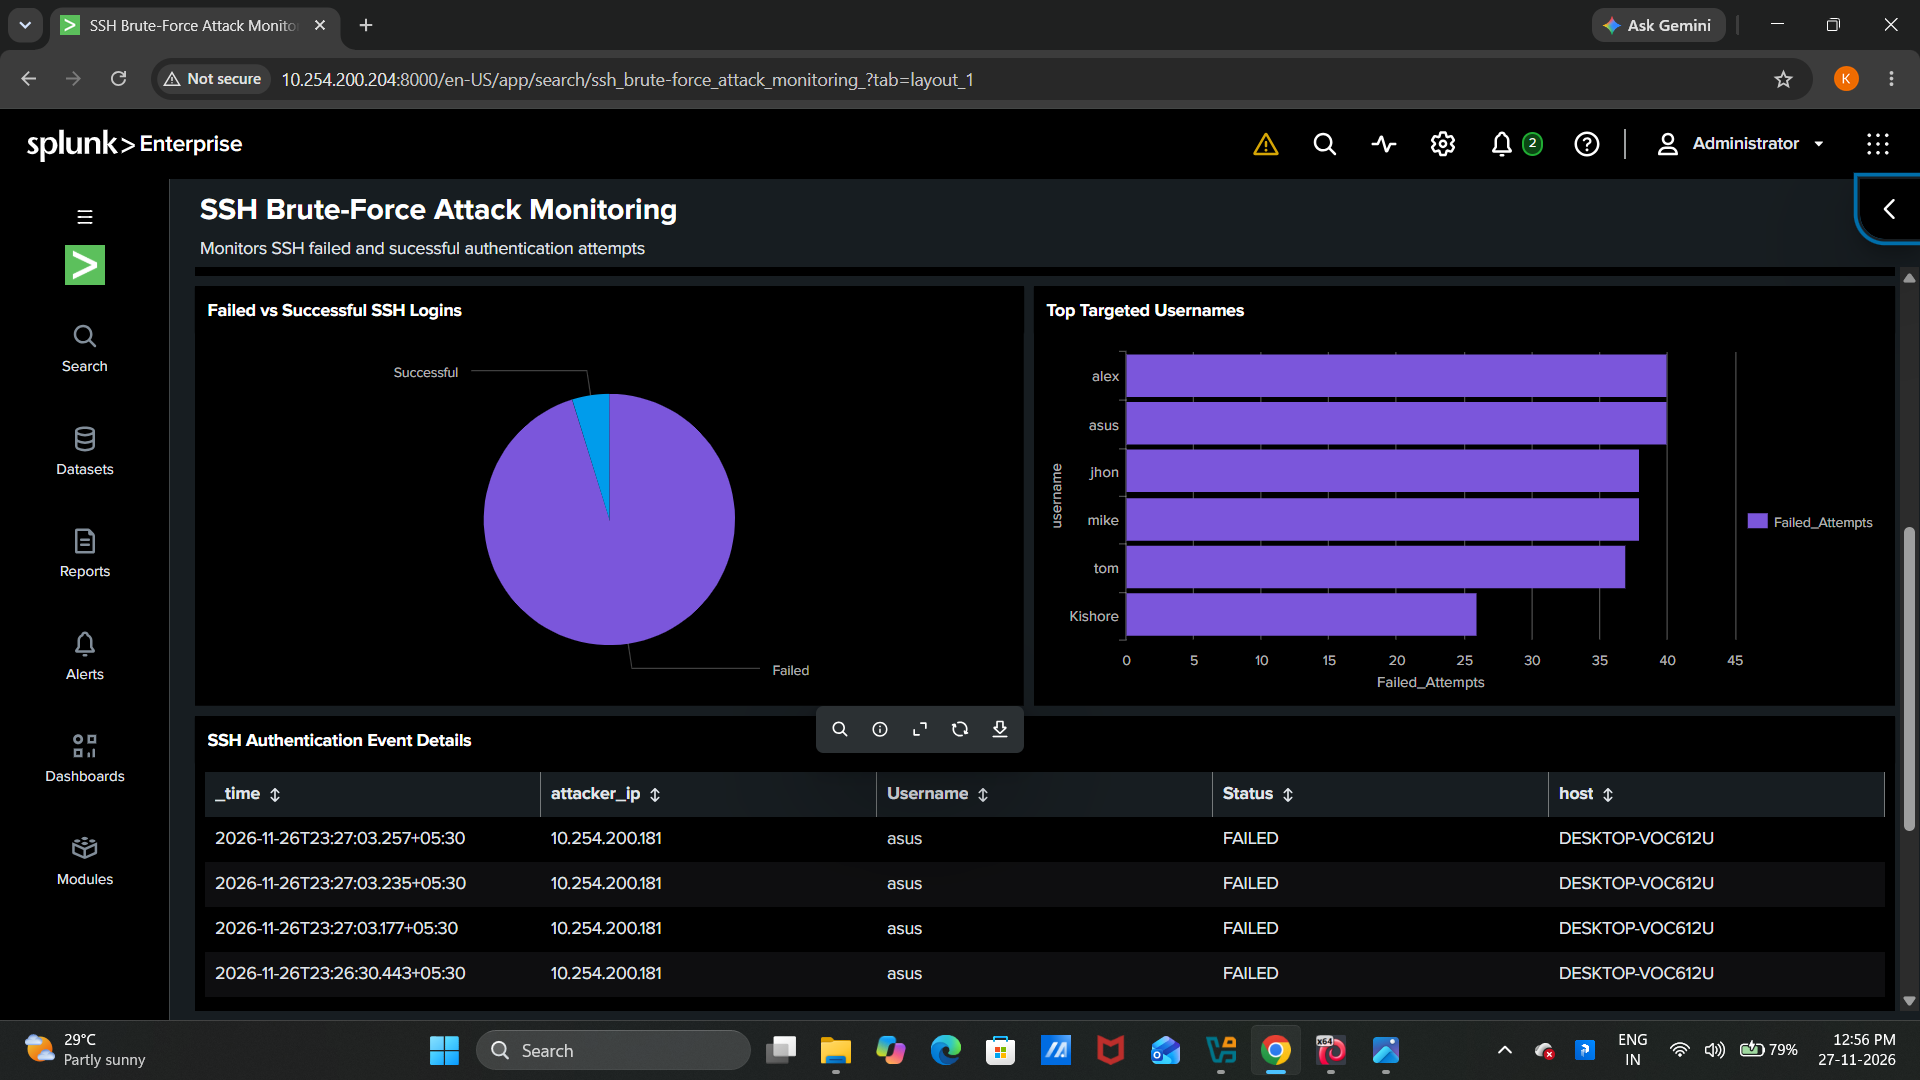 SSH Brute-Force Attack Monito
Ask Gemini
Not secure
10.254.200.204:8000/en-US/app/search/ssh_brute-force_attack_monitoring_?tab=layout_1
K
splunk> Enterprise
2
Administrator
SSH Brute-Force Attack Monitoring
Monitors SSH failed and sucessful authentication attempts
Search
Datasets
Reports
Alerts
Dashboards
Modules
Failed vs Successful SSH Logins
Successful
Failed
Top Targeted Usernames
username
alex
asus
jhon
mike
tom
Kishore
0 5 10 15 20 25 30 35 40 45
Failed_Attempts
Failed_Attempts
SSH Authentication Event Details
_time attacker_ip Username Status host
2026-11-26T23:27:03.257+05:30 10.254.200.181 asus FAILED DESKTOP-VOC612U
2026-11-26T23:27:03.235+05:30 10.254.200.181 asus FAILED DESKTOP-VOC612U
2026-11-26T23:27:03.177+05:30 10.254.200.181 asus FAILED DESKTOP-VOC612U
2026-11-26T23:26:30.443+05:30 10.254.200.181 asus FAILED DESKTOP-VOC612U
29°C
Partly sunny
Search
x64
ENG
IN
79%
12:56 PM
27-11-2026